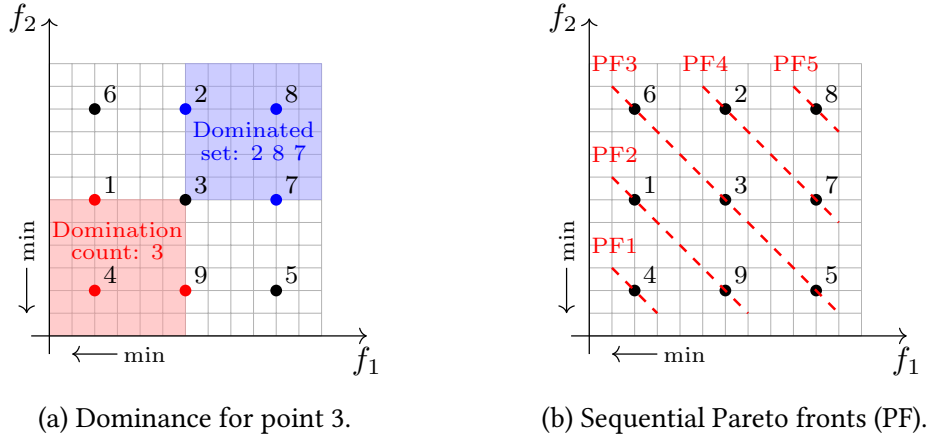 f₂
6
2
8
Dominated
set: 2 8 7
1
3
7
Domination
count: 3
4
9
5
min
min
f₁
(a) Dominance for point 3.
f₂
PF3
PF4
PF5
6
2
8
PF2
1
3
7
PF1
4
9
5
min
min
f₁
(b) Sequential Pareto fronts (PF).